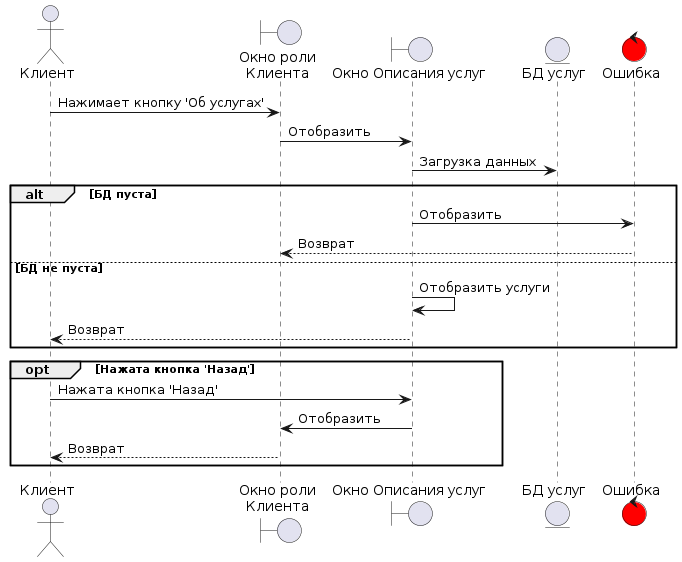 Клиент
Окно роли
Клиента
Окно Описания услуг
БД услуг
Ошибка
Нажимает кнопку 'Об услугах'
Отобразить
Загрузка данных
alt
[БД пуста]
Отобразить
Возврат
[БД не пуста]
Отобразить услуги
Возврат
opt
[Нажата кнопка 'Назад']
Нажата кнопка 'Назад'
Отобразить
Возврат
Клиент
Окно роли
Клиента
Окно Описания услуг
БД услуг
Ошибка